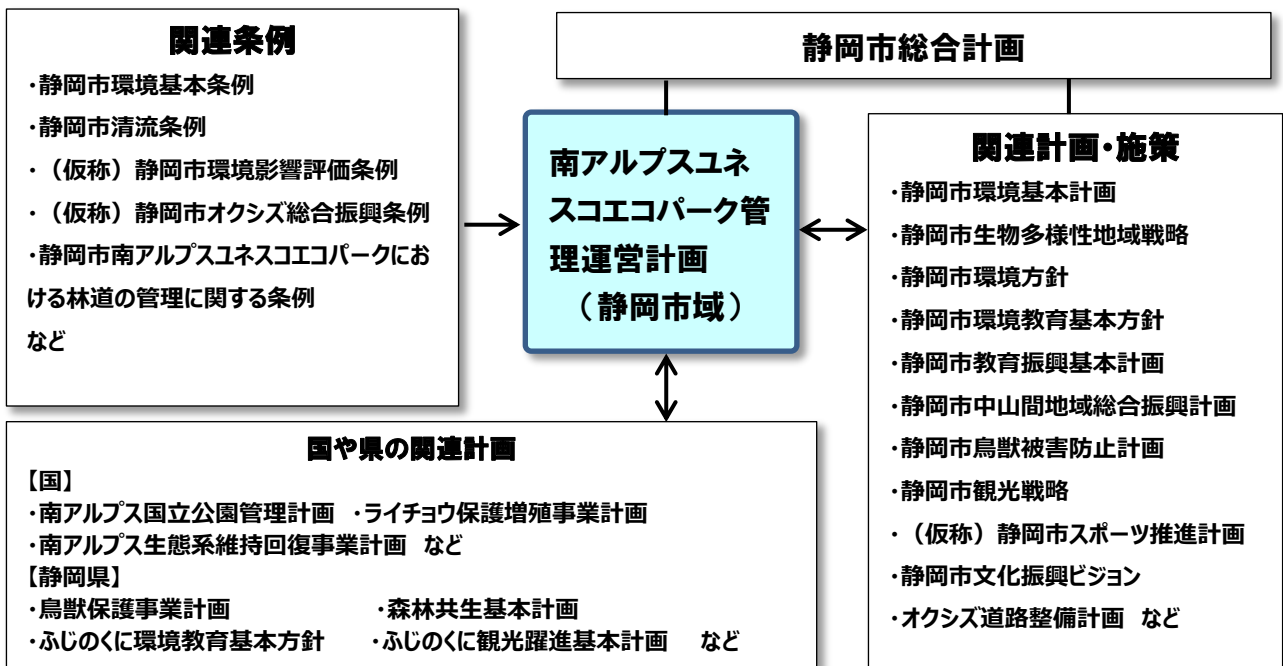 関連条例
・静岡市環境基本条例
・静岡市清流条例
・（仮称）静岡市環境影響評価条例
・（仮称）静岡市オクシズ総合振興条例
・静岡市南アルプスユネスコエコパークにお
ける林道の管理に関する条例
など
静岡市総合計画
南アルプスユネ
スコエコパーク管
理運営計画
（静岡市域）
関連計画・施策
・静岡市環境基本計画
・静岡市生物多様性地域戦略
・静岡市環境方針
・静岡市環境教育基本方針
・静岡市教育振興基本計画
・静岡市中山間地域総合振興計画
・静岡市鳥獣被害防止計画
・静岡市観光戦略
・（仮称）静岡市スポーツ推進計画
・静岡市文化振興ビジョン
・オクシズ道路整備計画 など
国や県の関連計画
【国】
・南アルプス国立公園管理計画 ・ライチョウ保護増殖事業計画
・南アルプス生態系維持回復事業計画 など
【静岡県】
・鳥獣保護事業計画 ・森林共生基本計画
・ふじのくに環境教育基本方針 ・ふじのくに観光躍進基本計画 など